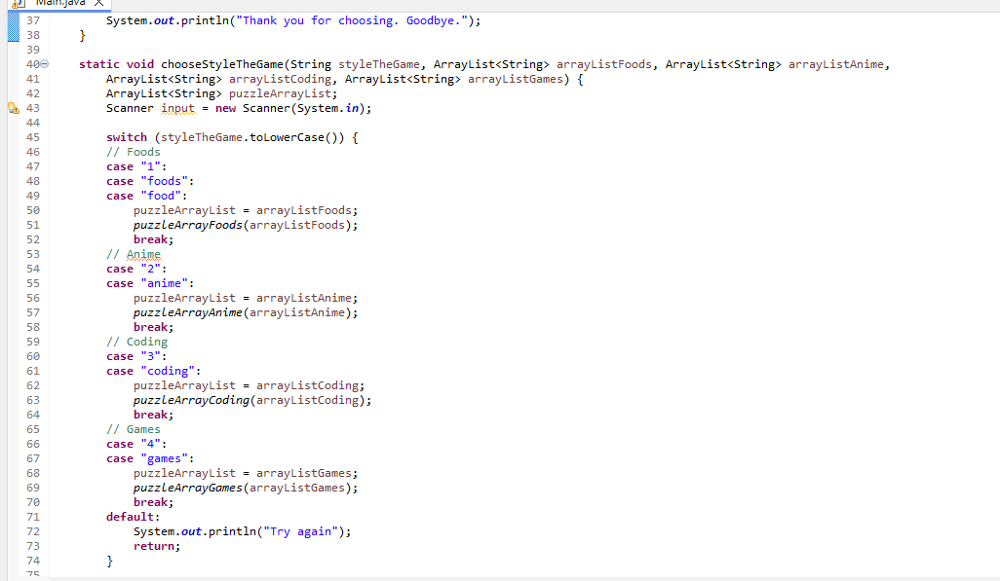 Main.java
37 System.out.println("Thank you for choosing. Goodbye.");
38 }
39
40 static void chooseStyleTheGame(String styleTheGame, ArrayList<String> arrayListFoods, ArrayList<String> arrayListAnime,
41 ArrayList<String> arrayListCoding, ArrayList<String> arrayListGames) {
42 ArrayList<String> puzzleArrayList;
43 Scanner input = new Scanner(System.in);
44
45 switch (styleTheGame.toLowerCase()) {
46 // Foods
47 case "1":
48 case "foods":
49 case "food":
50 puzzleArrayList = arrayListFoods;
51 puzzleArrayFoods(arrayListFoods);
52 break;
53 // Anime
54 case "2":
55 case "anime":
56 puzzleArrayList = arrayListAnime;
57 puzzleArrayAnime(arrayListAnime);
58 break;
59 // Coding
60 case "3":
61 case "coding":
62 puzzleArrayList = arrayListCoding;
63 puzzleArrayCoding(arrayListCoding);
64 break;
65 // Games
66 case "4":
67 case "games":
68 puzzleArrayList = arrayListGames;
69 puzzleArrayGames(arrayListGames);
70 break;
71 default:
72 System.out.println("Try again");
73 return;
74 }
75